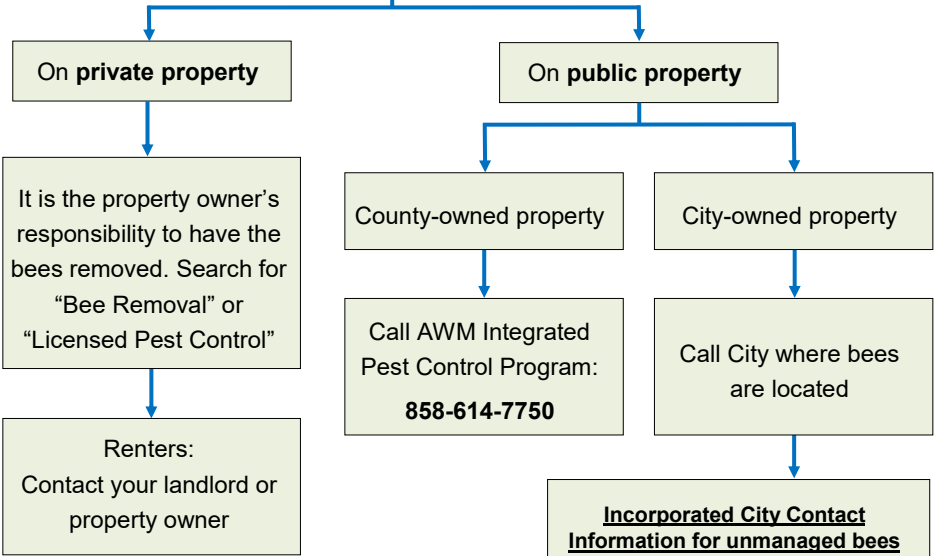 On private property
On public property
It is the property owner’s
responsibility to have the
bees removed. Search for
“Bee Removal” or
“Licensed Pest Control”
County-owned property
City-owned property
Call AWM Integrated
Pest Control Program:
858-614-7750
Call City where bees
are located
Renters:
Contact your landlord or
property owner
Incorporated City Contact
Information for unmanaged bees